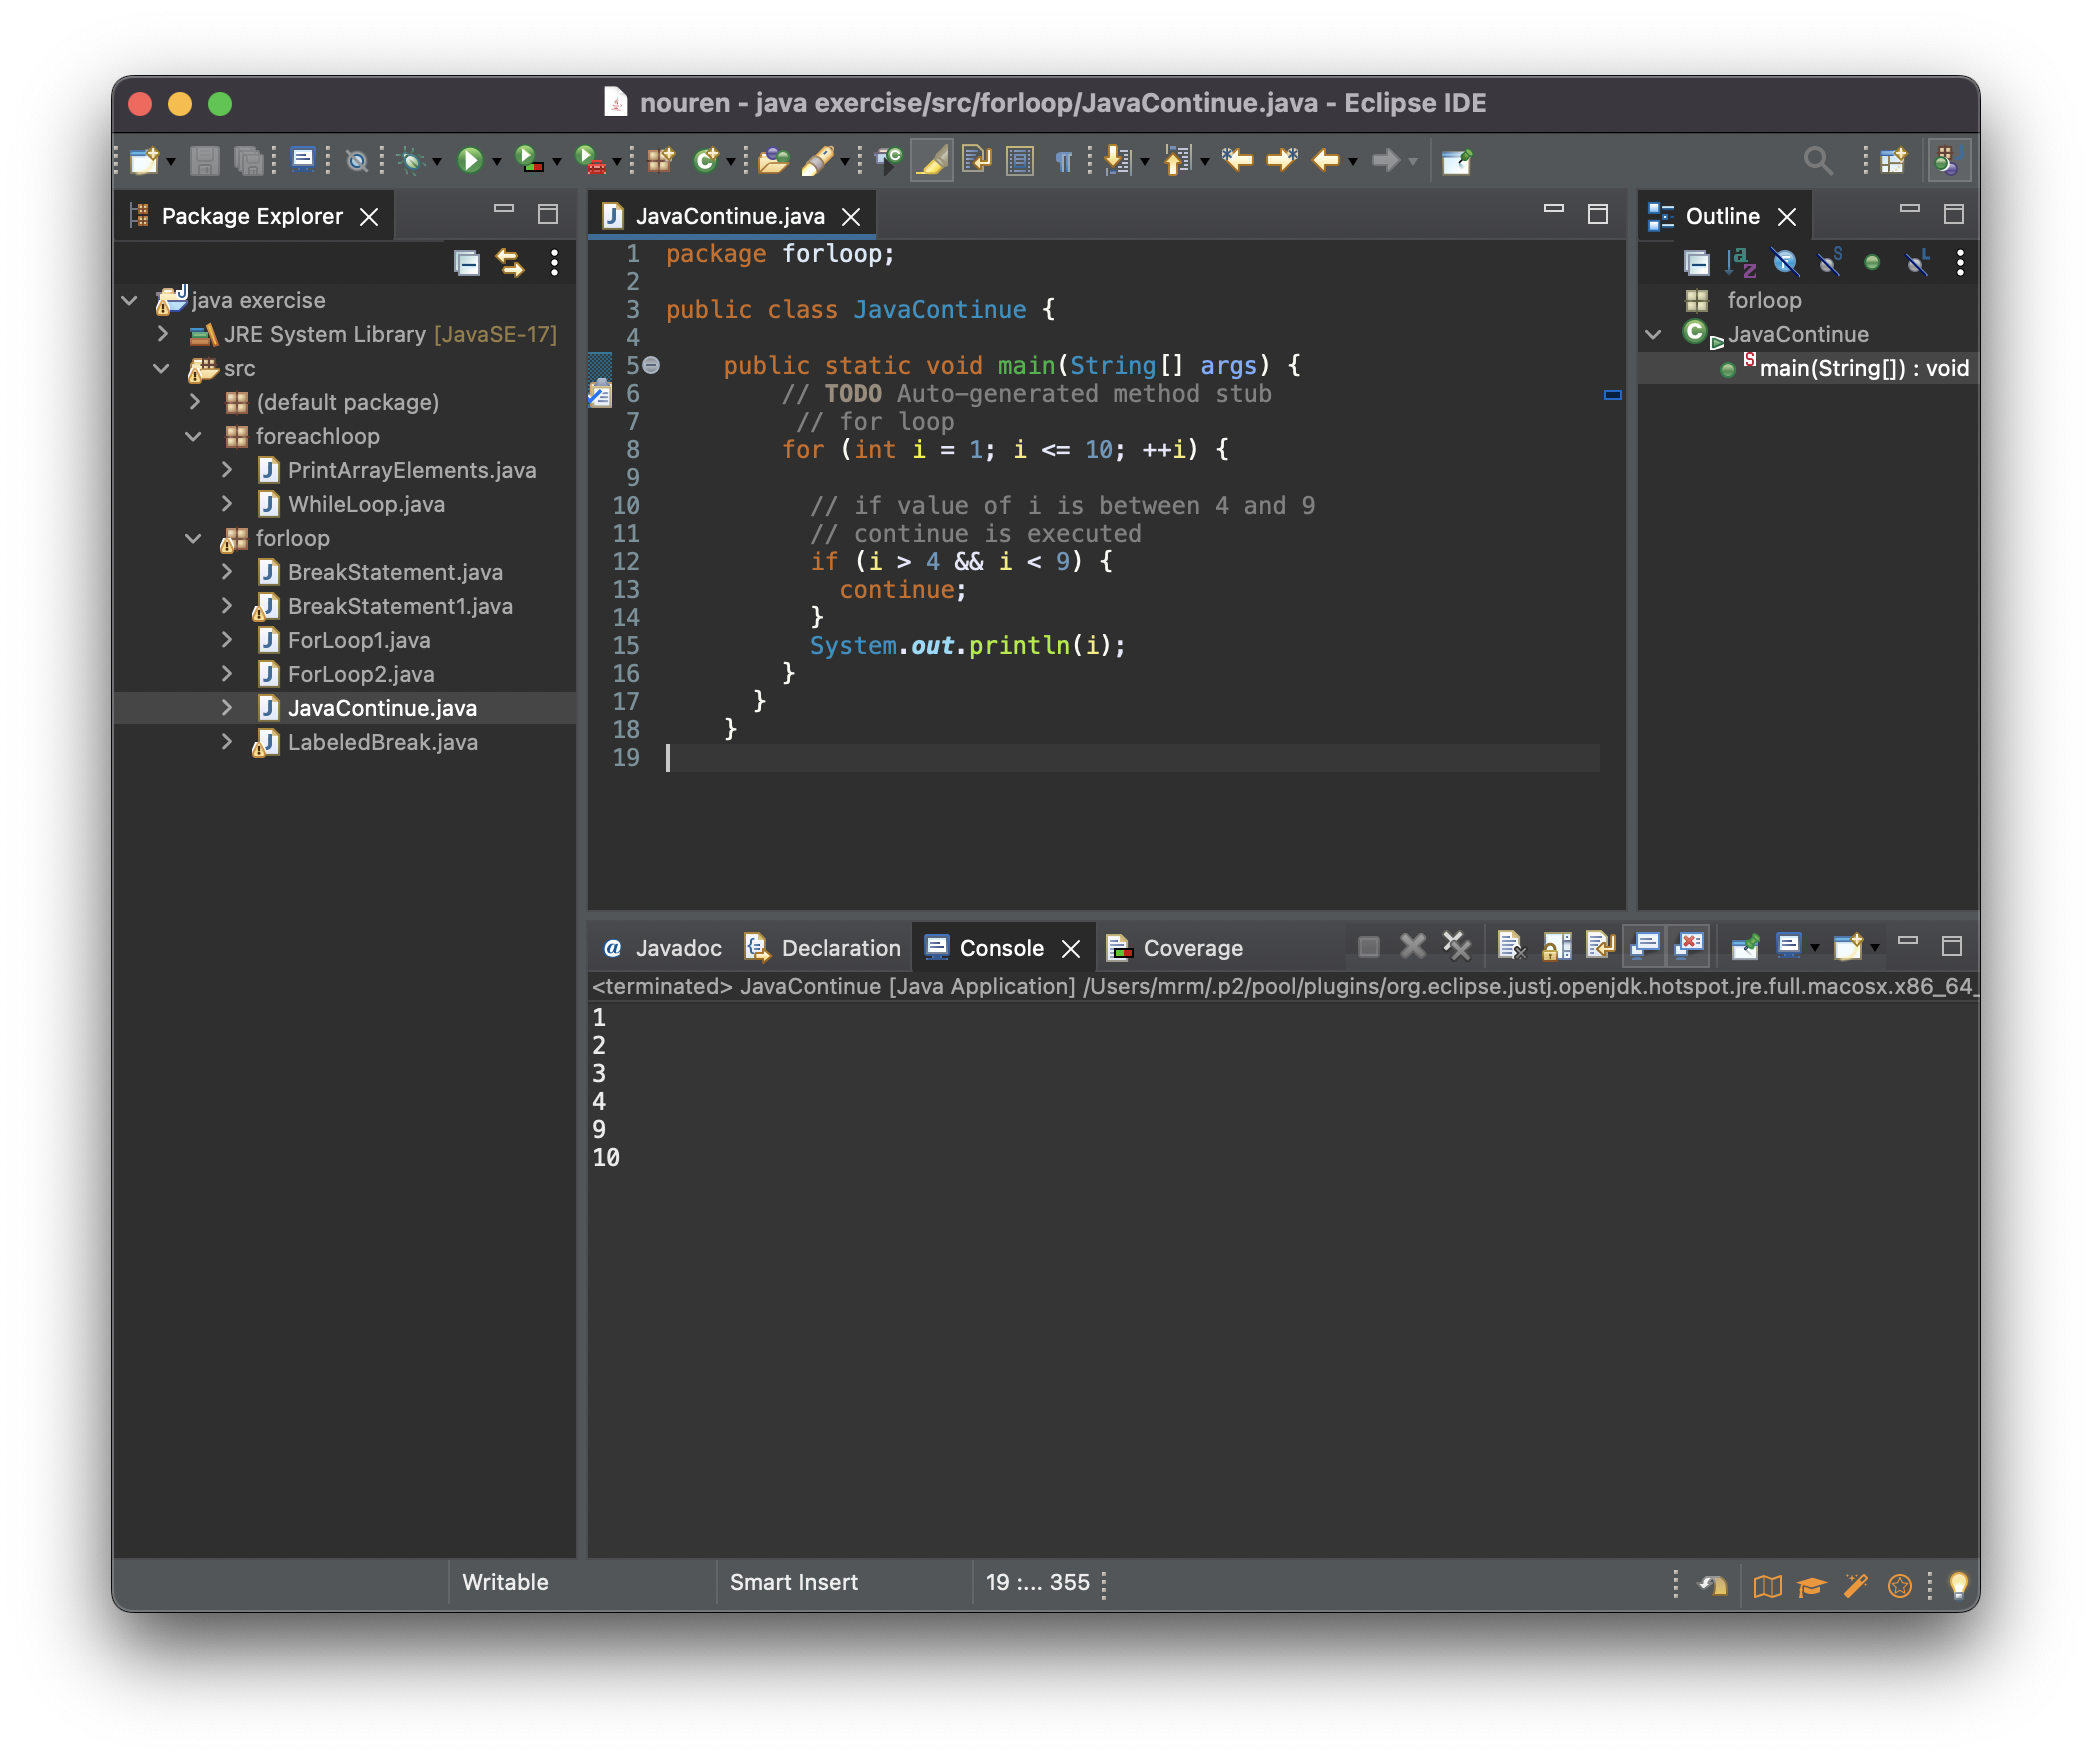 nouren - java exercise/src/forloop/JavaContinue.java - Eclipse IDE
Package Explorer
java exercise
JRE System Library [JavaSE-17]
src
(default package)
foreachloop
PrintArrayElements.java
WhileLoop.java
forloop
BreakStatement.java
BreakStatement1.java
ForLoop1.java
ForLoop2.java
JavaContinue.java
LabeledBreak.java
JavaContinue.java
1 package forloop;
2
3 public class JavaContinue {
4
5 public static void main(String[] args) {
6 // TODO Auto-generated method stub
7 // for loop
8 for (int i = 1; i <= 10; ++i) {
9
10 // if value of i is between 4 and 9
11 // continue is executed
12 if (i > 4 && i < 9) {
13 continue;
14 }
15 System.out.println(i);
16 }
17 }
18 }
19
Outline
forloop
JavaContinue
main(String[]) : void
Javadoc Declaration Console Coverage
<terminated> JavaContinue [Java Application] /Users/mrm/.p2/pool/plugins/org.eclipse.justj.openjdk.hotspot.jre.full.macosx.x86_64_
1
2
3
4
9
10
Writable Smart Insert 19 :... 355